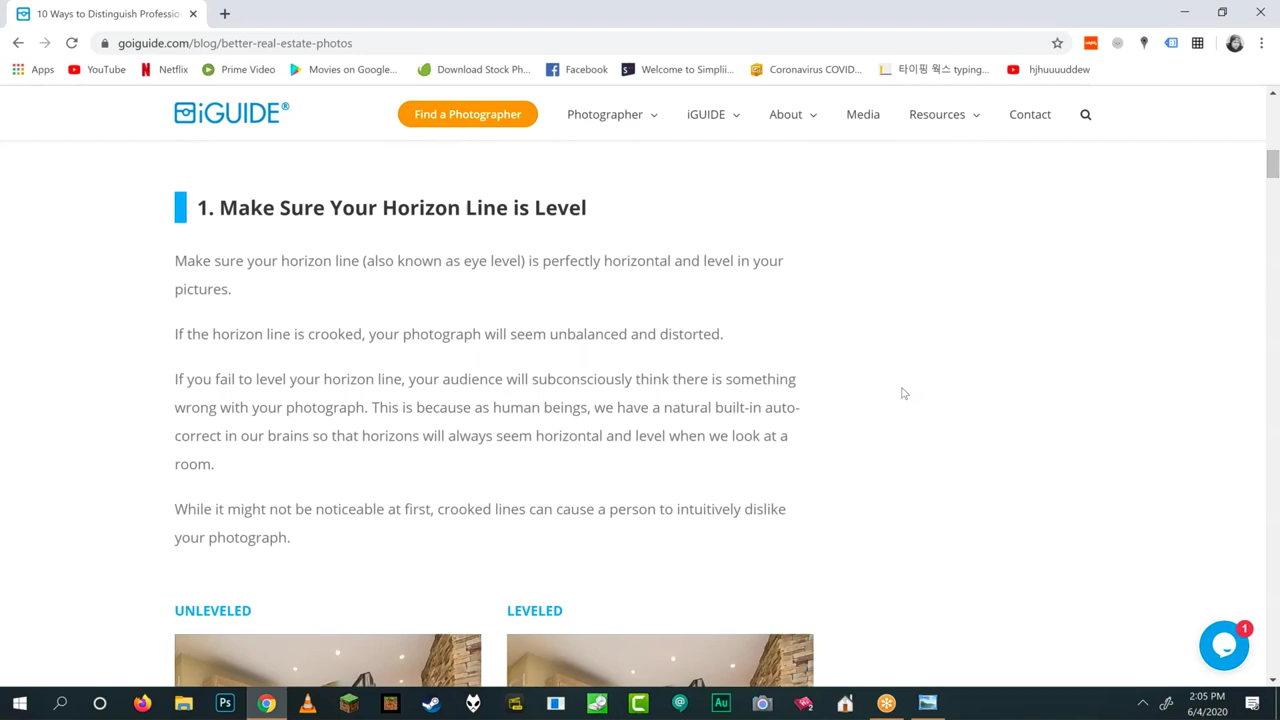 10 Ways to Distinguish Professio
goiguide.com/blog/better-real-estate-photos
Apps YouTube Netflix Prime Video Movies on Google... Download Stock Ph... Facebook Welcome to Simplii... Coronavirus COVID... 타이핑 웍스 typing... hjhuuuuddew
iGUIDE® Find a Photographer Photographer iGUIDE About Media Resources Contact
1. Make Sure Your Horizon Line is Level
Make sure your horizon line (also known as eye level) is perfectly horizontal and level in your
pictures.
If the horizon line is crooked, your photograph will seem unbalanced and distorted.
If you fail to level your horizon line, your audience will subconsciously think there is something
wrong with your photograph. This is because as human beings, we have a natural built-in auto-
correct in our brains so that horizons will always seem horizontal and level when we look at a
room.
While it might not be noticeable at first, crooked lines can cause a person to intuitively dislike
your photograph.
UNLEVELED LEVELED
1
Ps Au
2:05 PM
6/4/2020